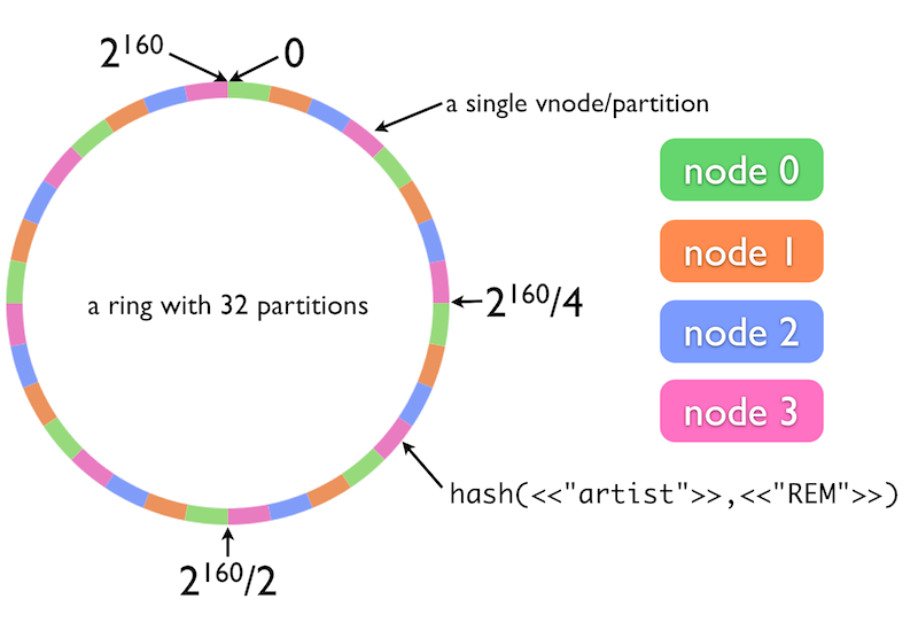 2^160
0
a single vnode/partition
node 0
node 1
node 2
a ring with 32 partitions
2^160/4
node 3
hash(<<"artist">>,<<"REM">>)
2^160/2